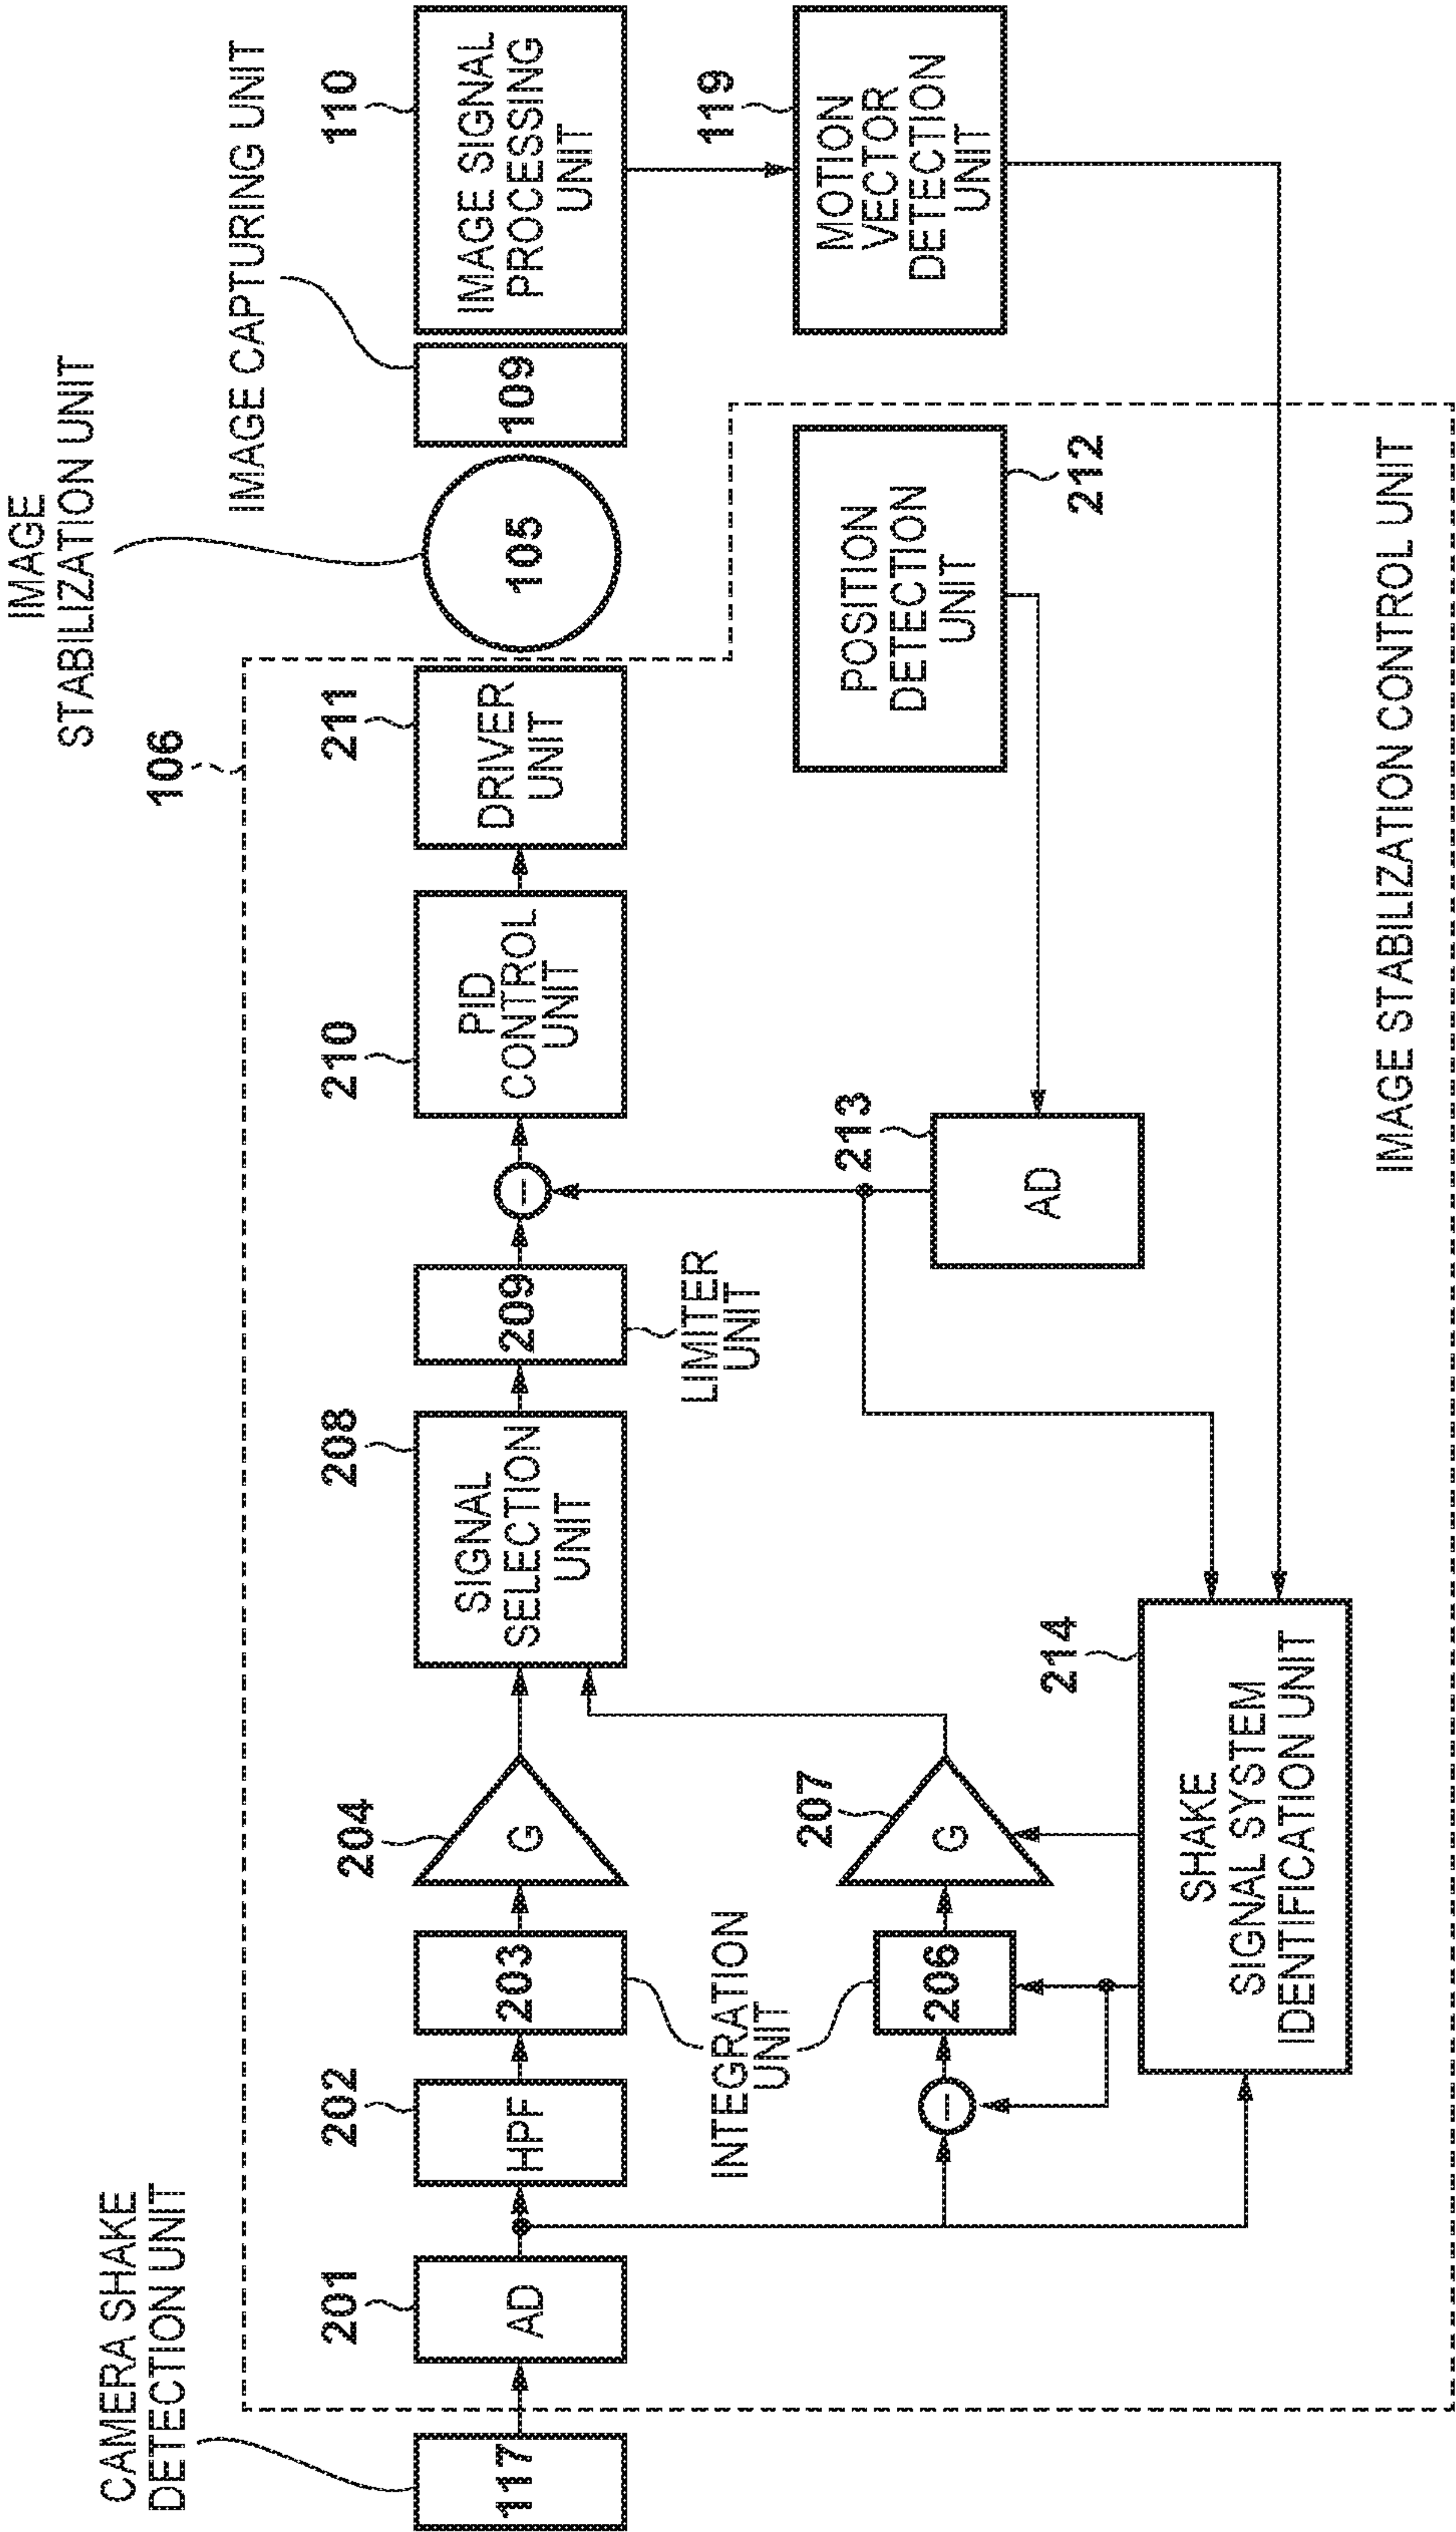 IMAGE
STABILIZATION UNIT
IMAGE CAPTURING UNIT
CAMERA SHAKE
DETECTION UNIT
106
117
201
AD
202
HPF
203
204
G
208
SIGNAL
SELECTION
UNIT
209
LIMITER
UNIT
210
PID
CONTROL
UNIT
211
DRIVER
UNIT
105
109
110
IMAGE SIGNAL
PROCESSING
UNIT
119
MOTION
VECTOR
DETECTION
UNIT
INTEGRATION
UNIT
206
207
G
213
AD
POSITION
DETECTION
UNIT
212
214
SHAKE
SIGNAL SYSTEM
IDENTIFICATION UNIT
IMAGE STABILIZATION CONTROL UNIT